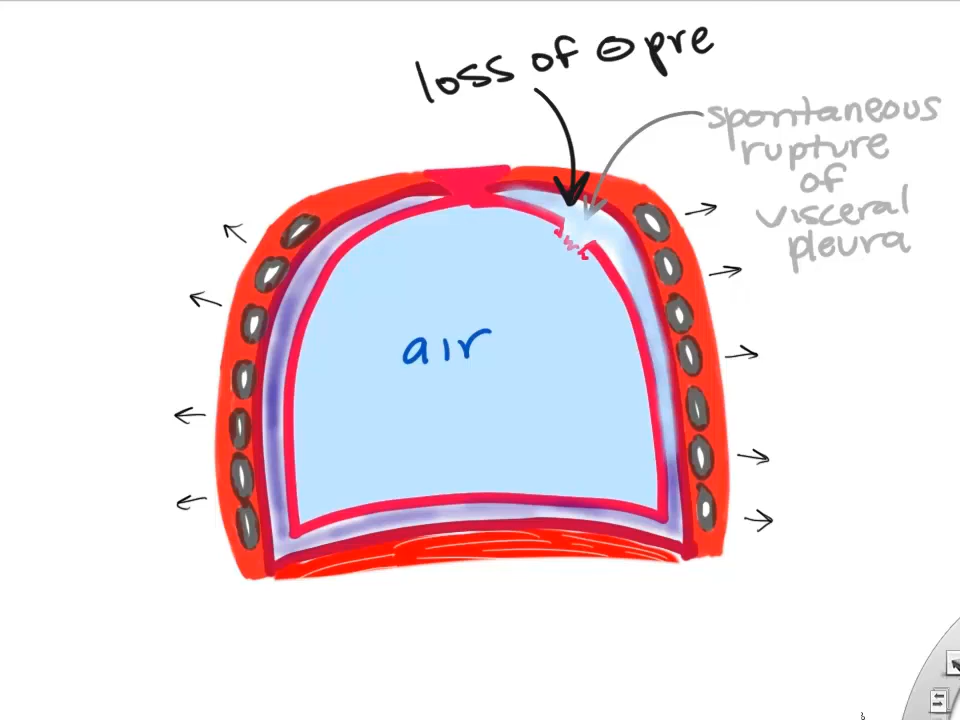 loss of ⊖ pre
spontaneous
rupture
of
visceral
pleura
air